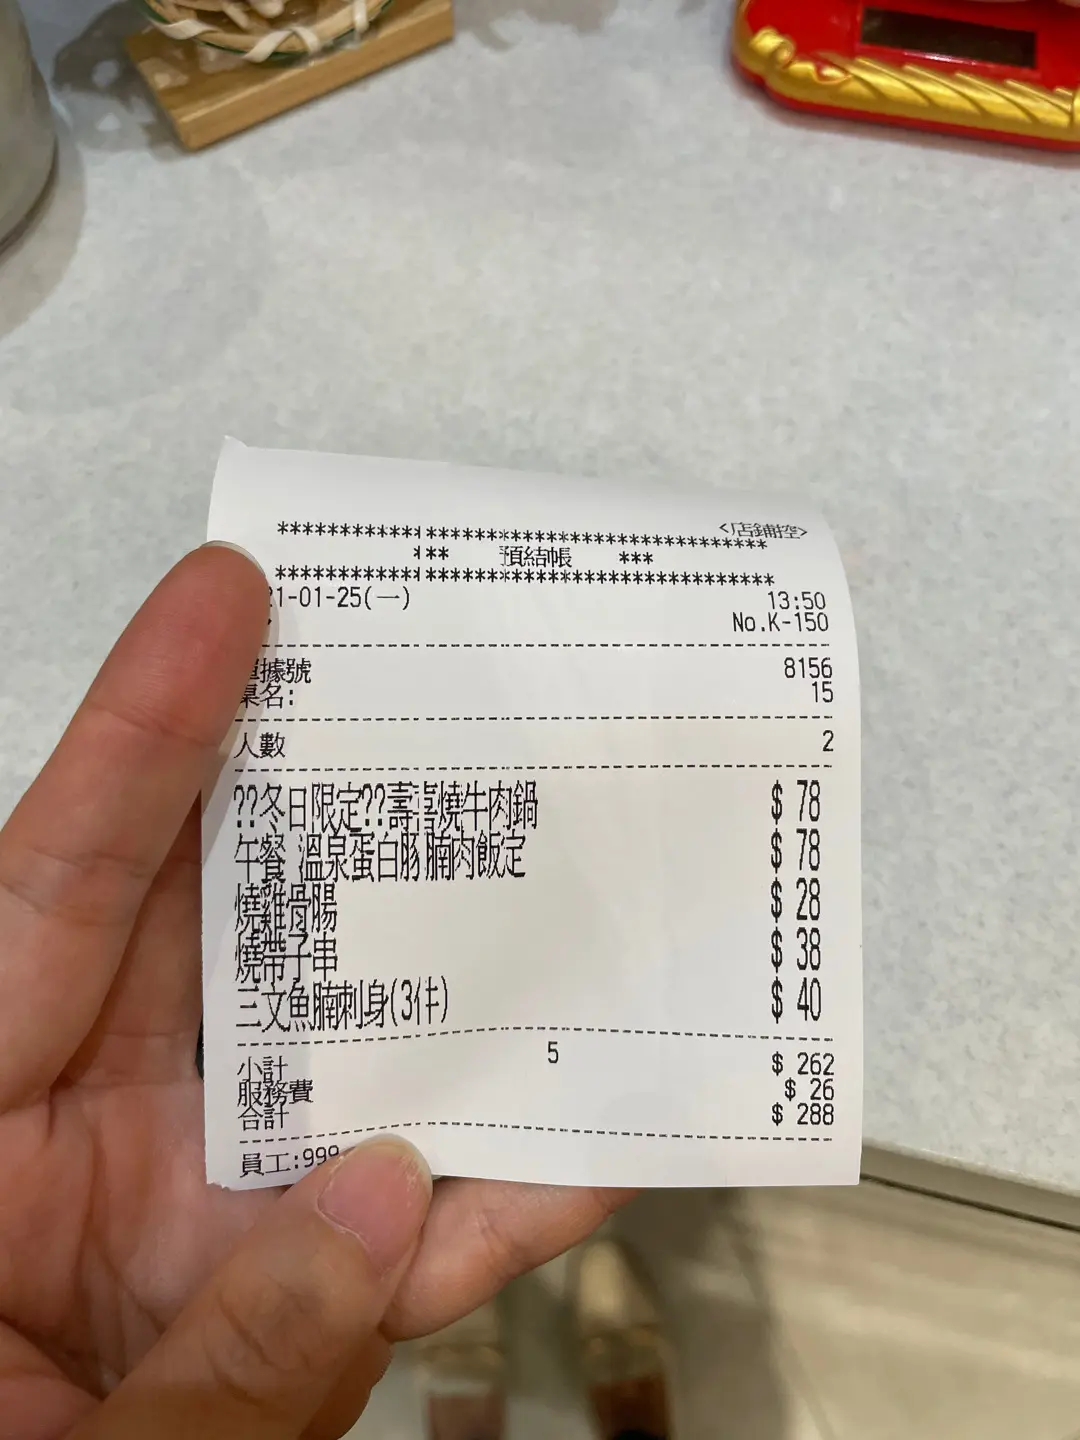 <店鋪控>
**************************************
*** 預結帳 ***
**************************************
21-01-25(一) 13:50
No.K-150
單據號 8156
桌名: 15
人數 2
??冬日限定??壽喜燒牛肉鍋 $ 78
午餐 溫泉蛋白豚腩肉飯定 $ 78
燒雞骨腸 $ 28
燒帶子串 $ 38
三文魚腩刺身(3件) $ 40
小計 5 $ 262
服務費 $ 26
合計 $ 288
員工:999